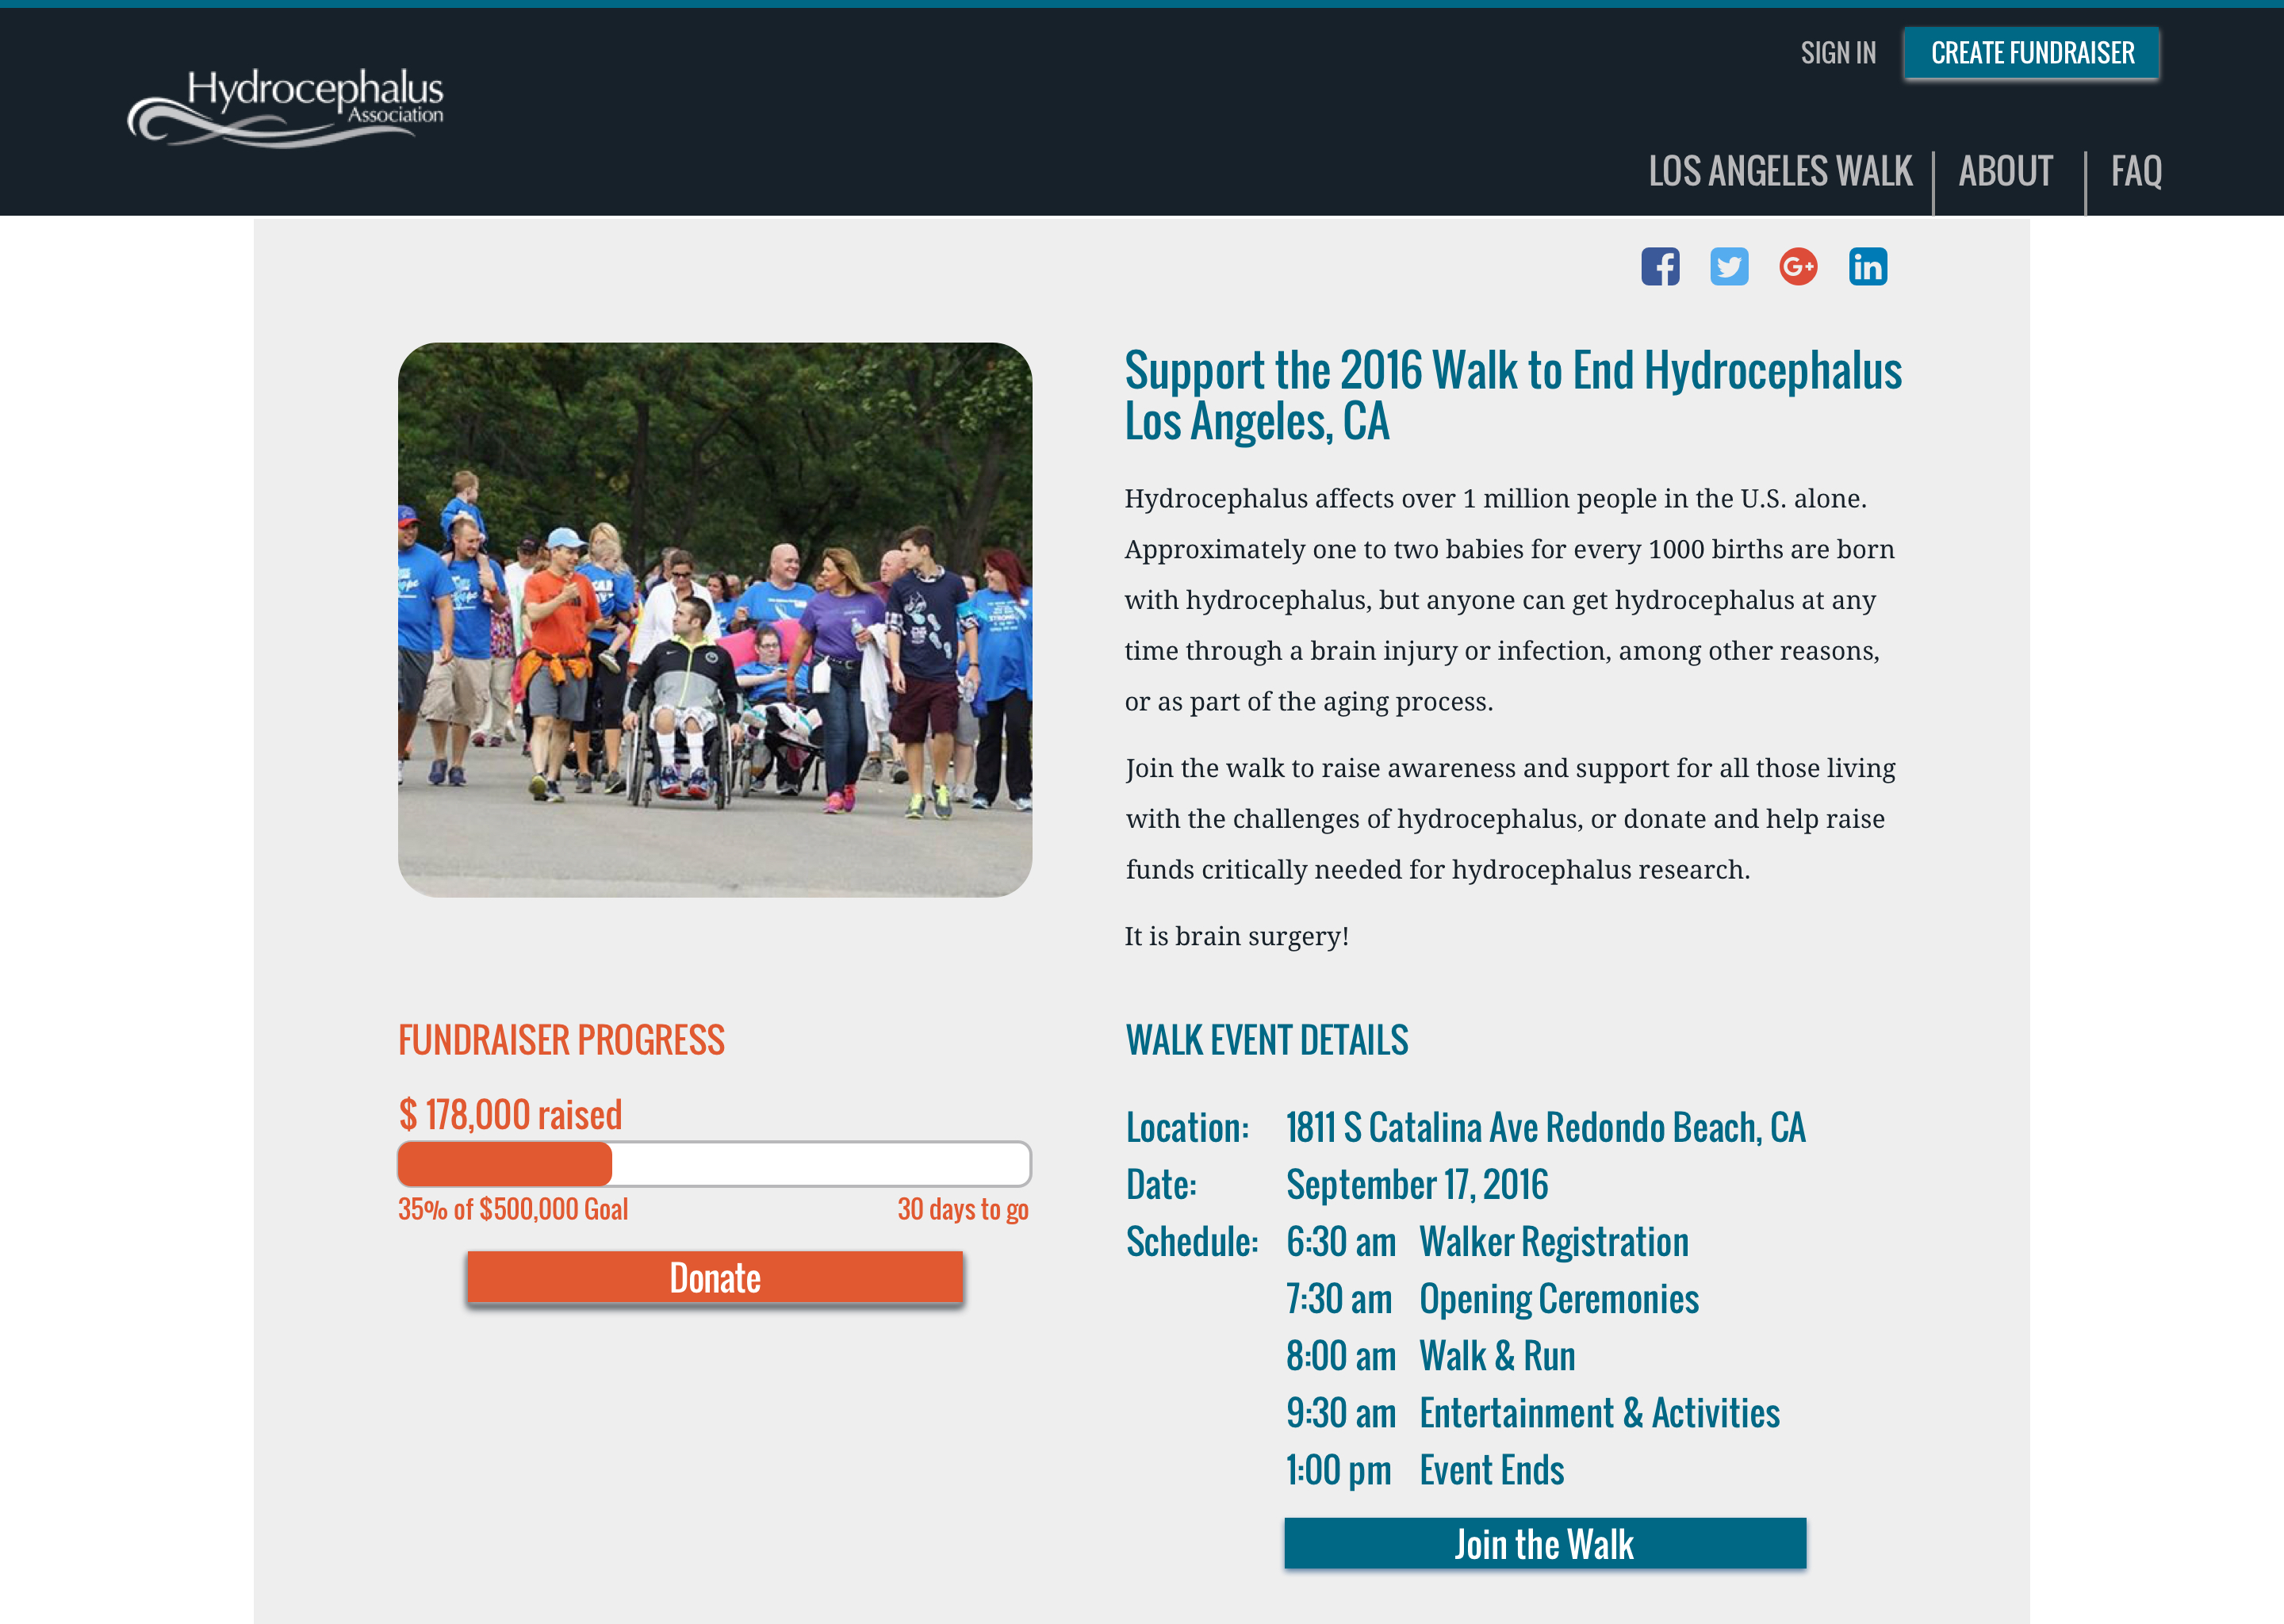 SIGN IN
CREATE FUNDRAISER
Hydrocephalus
Association
LOS ANGELES WALK
ABOUT
FAQ
Support the 2016 Walk to End Hydrocephalus
Los Angeles, CA
Hydrocephalus affects over 1 million people in the U.S. alone.
Approximately one to two babies for every 1000 births are born
with hydrocephalus, but anyone can get hydrocephalus at any
time through a brain injury or infection, among other reasons,
or as part of the aging process.
Join the walk to raise awareness and support for all those living
with the challenges of hydrocephalus, or donate and help raise
funds critically needed for hydrocephalus research.
It is brain surgery!
FUNDRAISER PROGRESS
$ 178,000 raised
35% of $500,000 Goal
30 days to go
Donate
WALK EVENT DETAILS
Location: 1811 S Catalina Ave Redondo Beach, CA
Date: September 17, 2016
Schedule: 6:30 am Walker Registration
7:30 am Opening Ceremonies
8:00 am Walk & Run
9:30 am Entertainment & Activities
1:00 pm Event Ends
Join the Walk